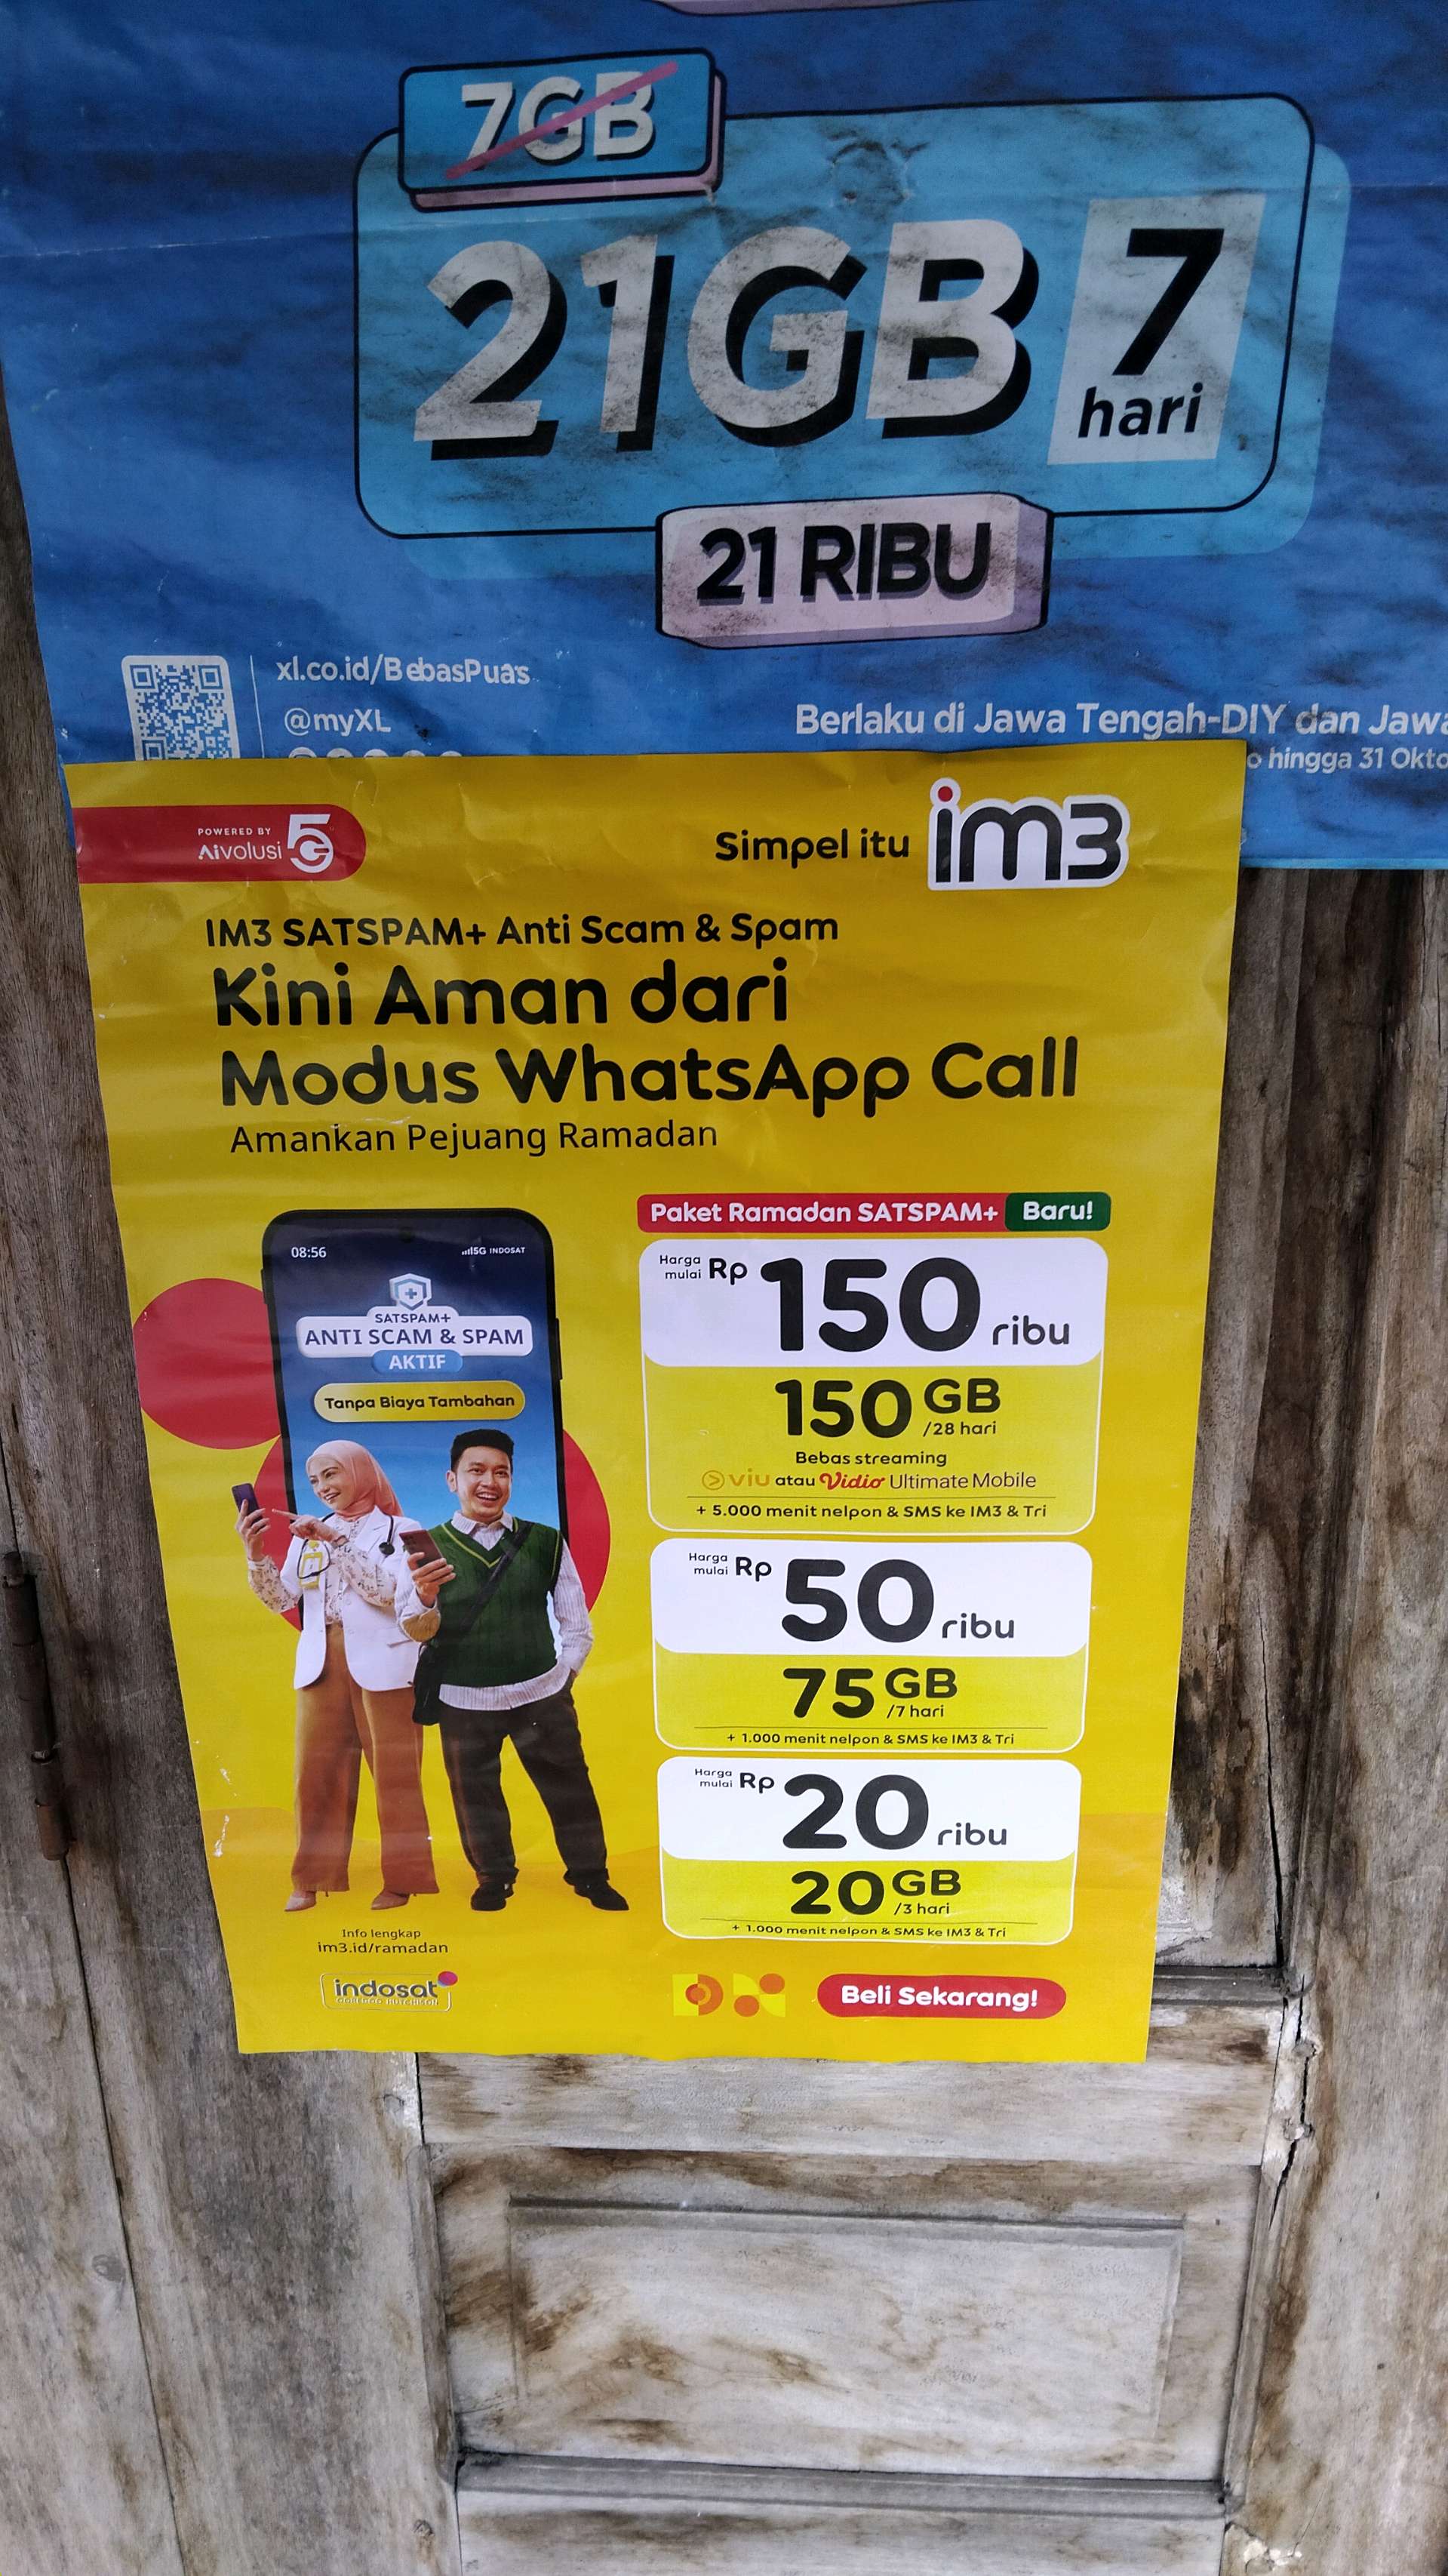 7GB
21GB
7
hari
21 RIBU
xl.co.id/BebasPuas
@myXL
Berlaku di Jawa Tengah-DIY dan Jawa
hingga 31 Okto
POWERED BY
Aivolusi 5G
Simpel itu im3
IM3 SATSPAM+ Anti Scam & Spam
Kini Aman dari
Modus WhatsApp Call
Amankan Pejuang Ramadan
08:56
5G INDOSAT
SATSPAM+
ANTI SCAM & SPAM
AKTIF
Tanpa Biaya Tambahan
Paket Ramadan SATSPAM+ Baru!
Harga
mulai Rp 150 ribu
150 GB
/28 hari
Bebas streaming
viu atau Vidio Ultimate Mobile
+ 5.000 menit nelpon & SMS ke IM3 & Tri
Harga
mulai Rp 50 ribu
75 GB
/7 hari
+ 1.000 menit nelpon & SMS ke IM3 & Tri
Harga
mulai Rp 20 ribu
20 GB
/3 hari
+ 1.000 menit nelpon & SMS ke IM3 & Tri
Info lengkap
im3.id/ramadan
indosat
OOREDOO HUTCHISON
Beli Sekarang!